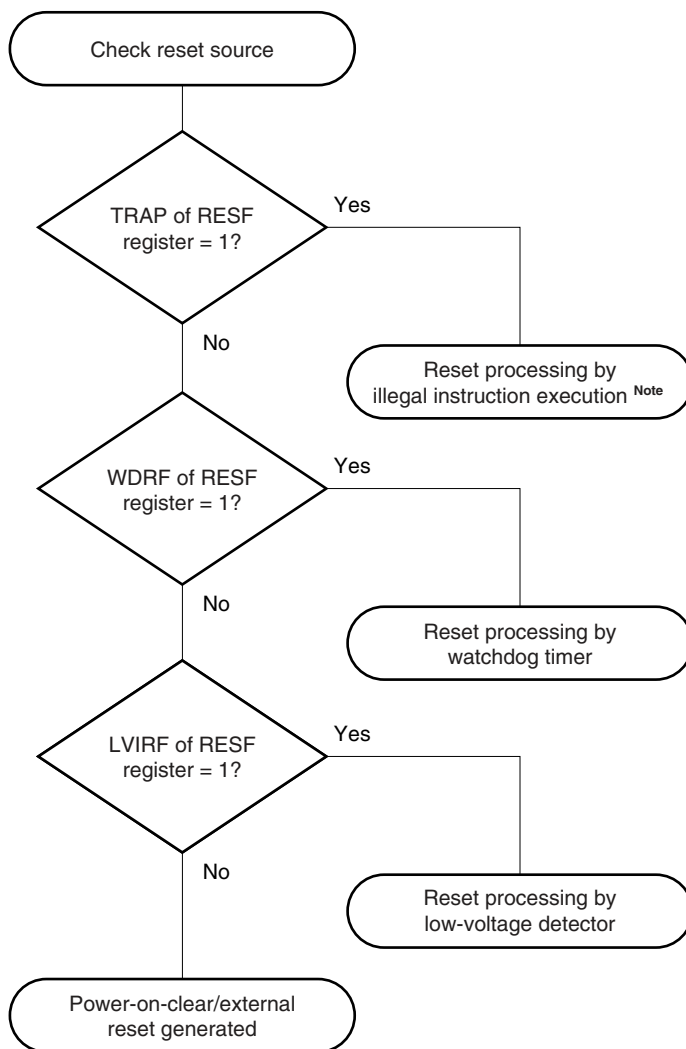 Check reset source
TRAP of RESF
register = 1?
Yes
No
Reset processing by
illegal instruction execution Note
WDRF of RESF
register = 1?
Yes
No
Reset processing by
watchdog timer
LVIRF of RESF
register = 1?
Yes
No
Reset processing by
low-voltage detector
Power-on-clear/external
reset generated